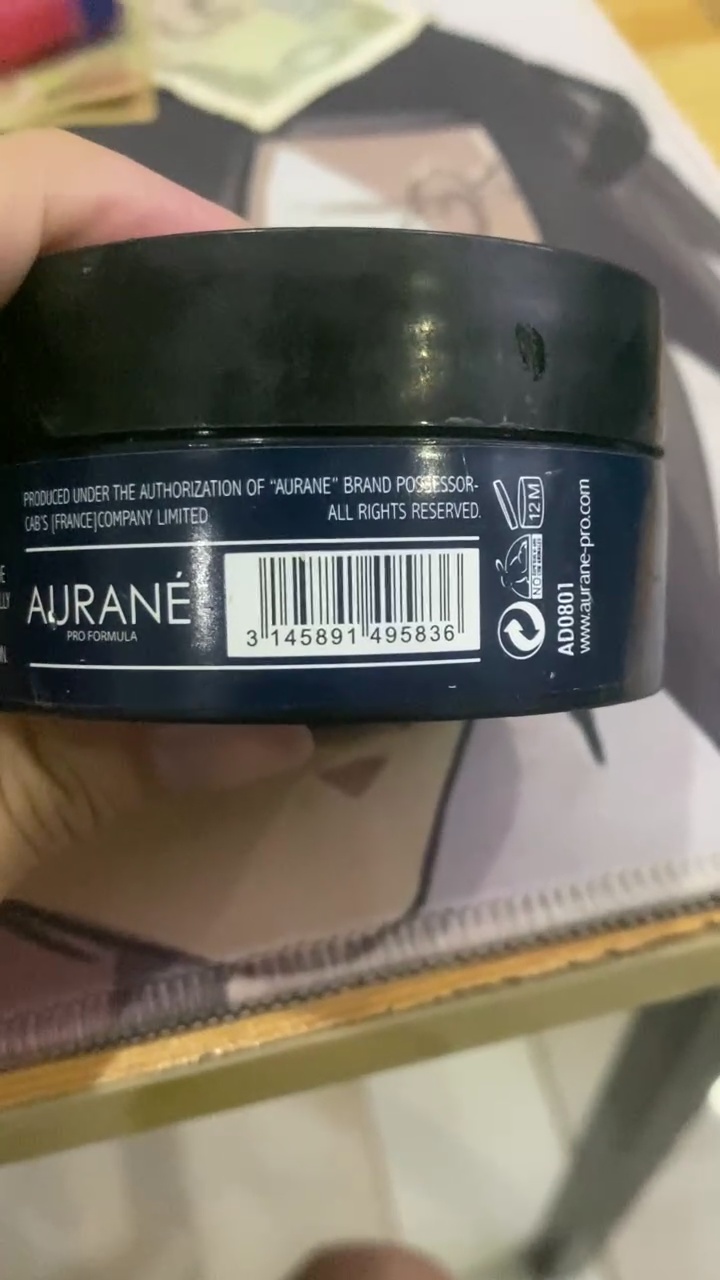 PRODUCED UNDER THE AUTHORIZATION OF "AURANE" BRAND POSSESSOR-
CAB'S [FRANCE]COMPANY LIMITED ALL RIGHTS RESERVED.
AURANÉ
PRO FORMULA
3 145891 495836
12 M
AD0801
www.aurane-pro.com